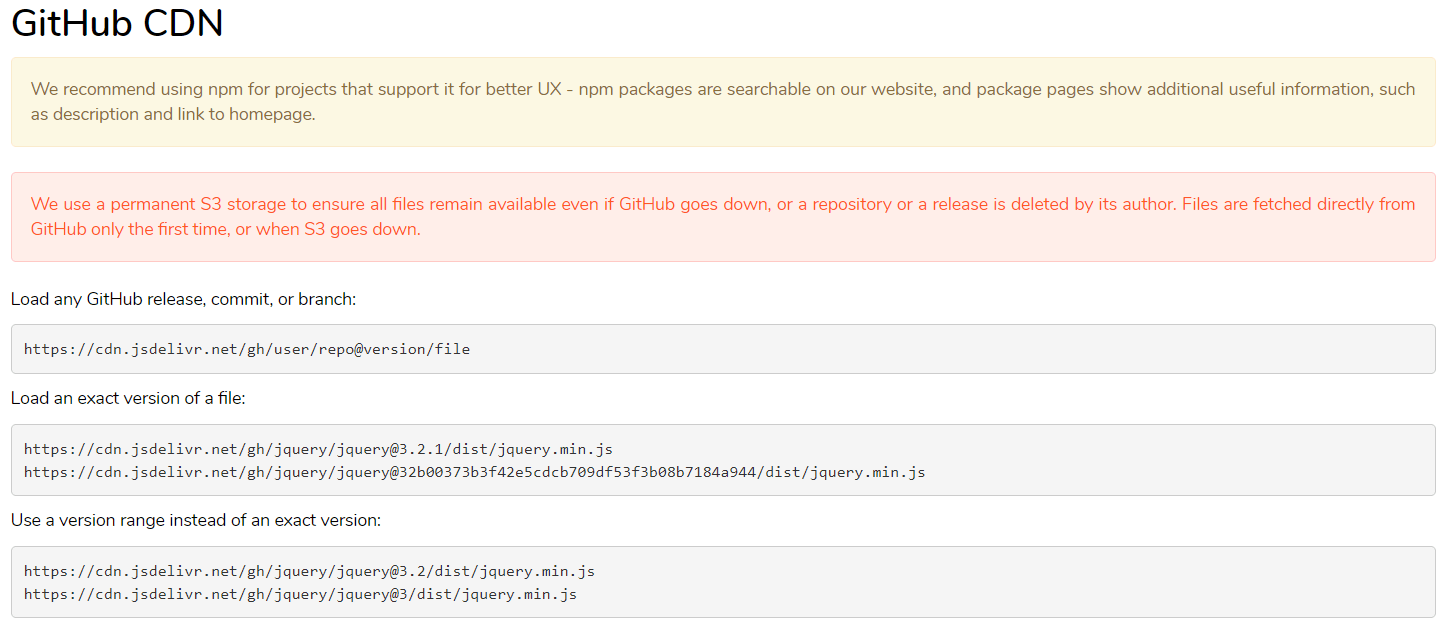 GitHub CDN
We recommend using npm for projects that support it for better UX - npm packages are searchable on our website, and package pages show additional useful information, such
as description and link to homepage.
We use a permanent S3 storage to ensure all files remain available even if GitHub goes down, or a repository or a release is deleted by its author. Files are fetched directly from
GitHub only the first time, or when S3 goes down.
Load any GitHub release, commit, or branch:
https://cdn.jsdelivr.net/gh/user/repo@version/file
Load an exact version of a file:
https://cdn.jsdelivr.net/gh/jquery/jquery@3.2.1/dist/jquery.min.js
https://cdn.jsdelivr.net/gh/jquery/jquery@32b00373b3f42e5cdcb709df53f3b08b7184a944/dist/jquery.min.js
Use a version range instead of an exact version:
https://cdn.jsdelivr.net/gh/jquery/jquery@3.2/dist/jquery.min.js
https://cdn.jsdelivr.net/gh/jquery/jquery@3/dist/jquery.min.js